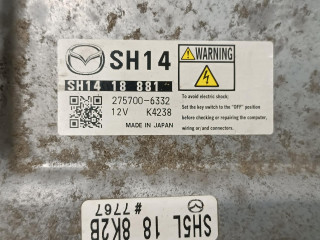 SH14
SH14 18 881
275700-6332
12V K4238
MADE IN JAPAN
WARNING
To avoid electric shock;
Set the key switch to the "OFF" position
before checking or repairing the computer,
wiring on; and connectors.
SH5L 18 8K2B
#7767